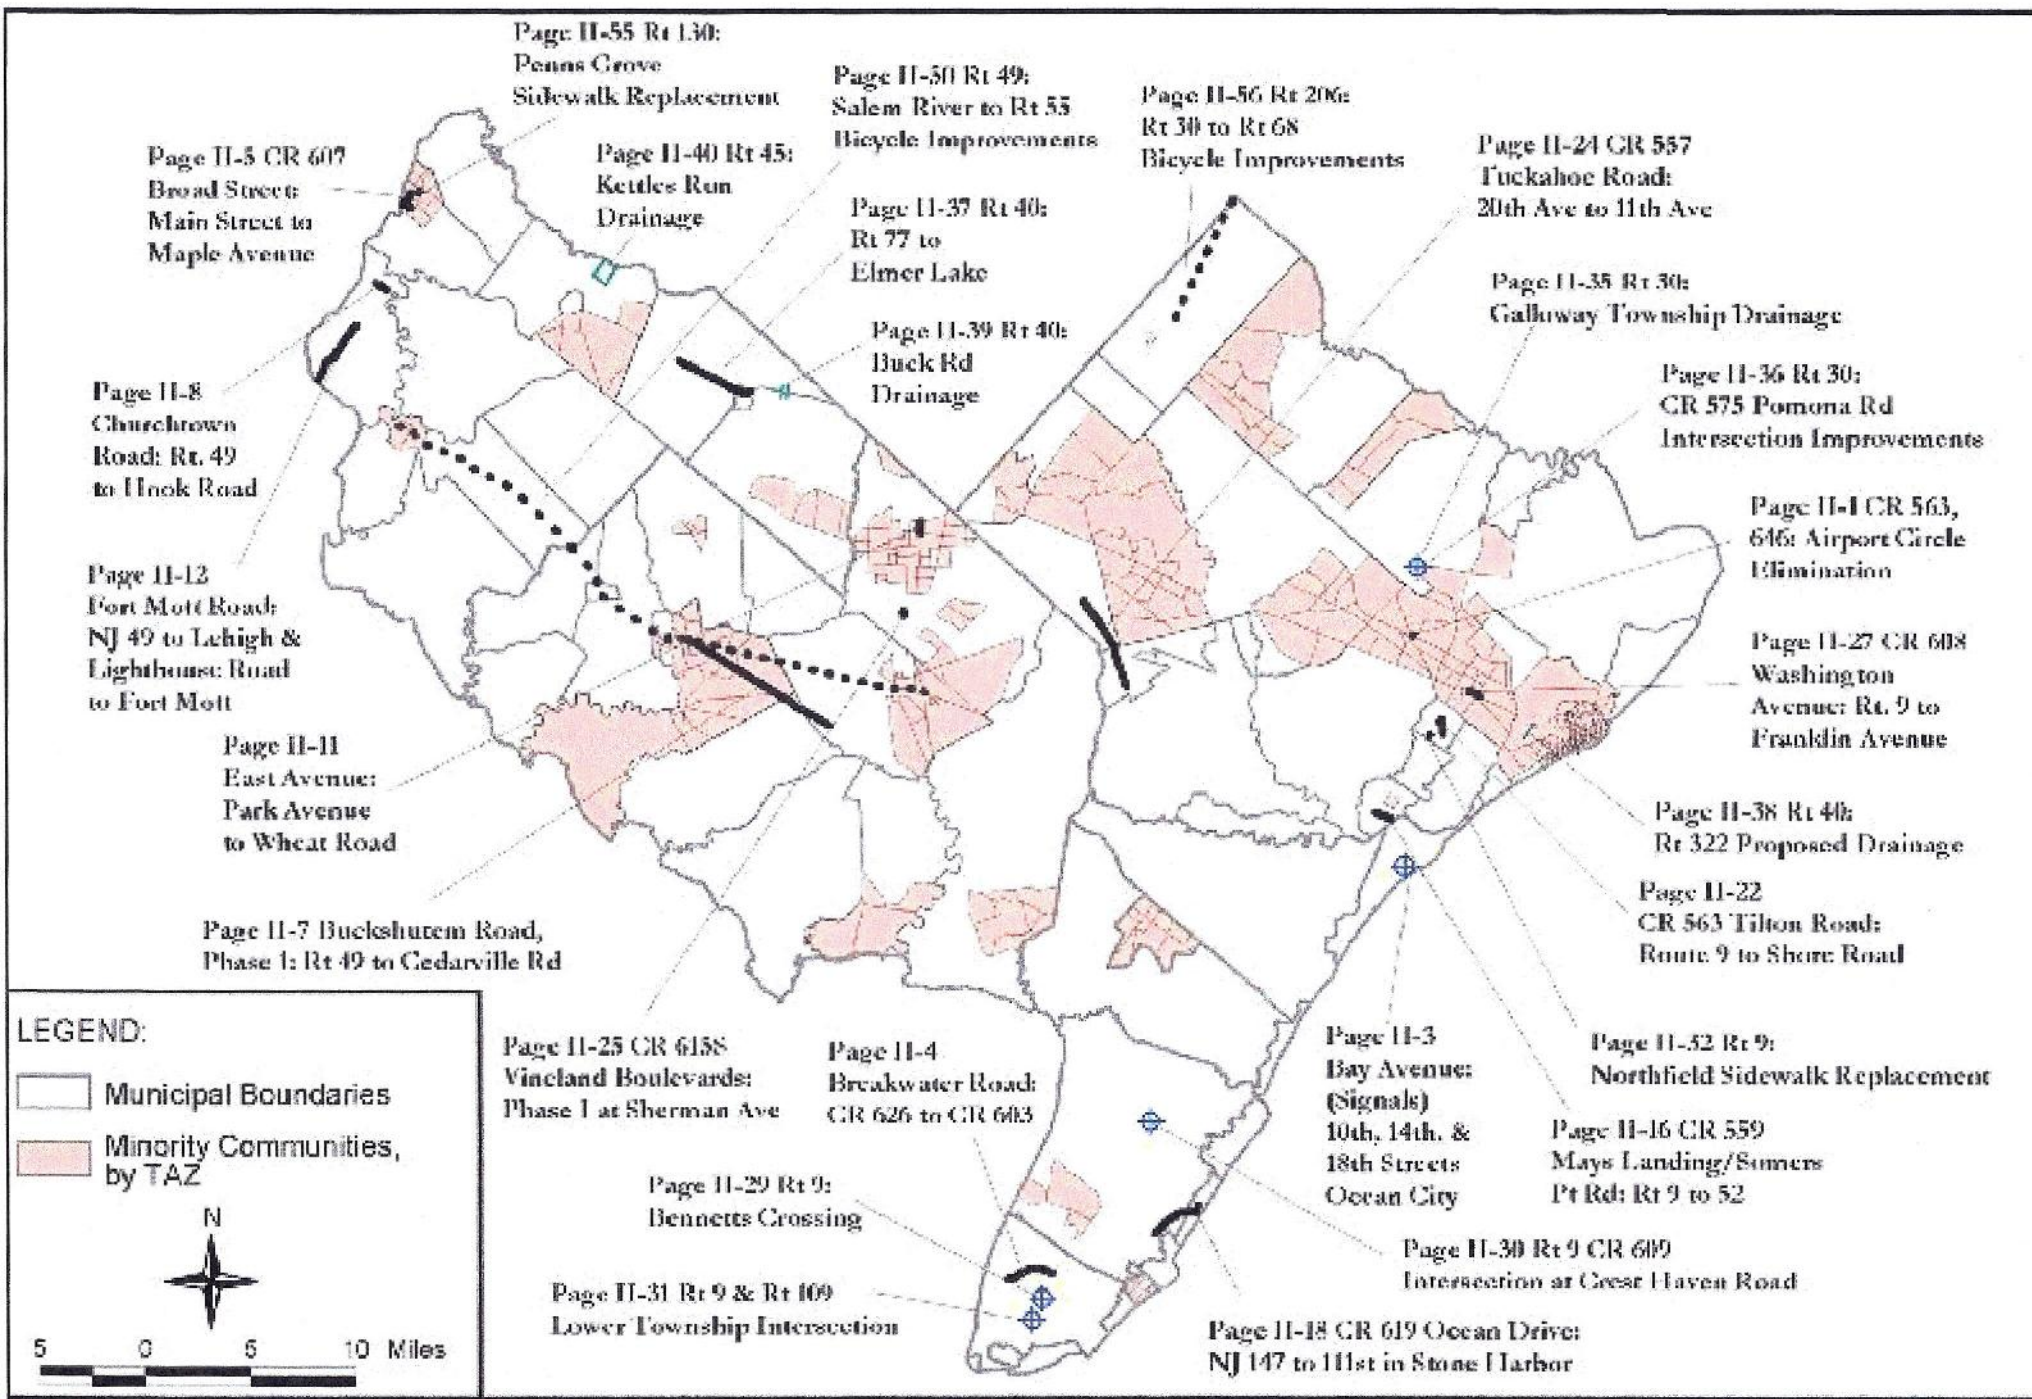 Page II-55 Rt 130:
Penns Grove
Sidewalk Replacement
Page II-50 Rt 49:
Salem River to Rt 55
Bicycle Improvements
Page II-56 Rt 206:
Rt 30 to Rt 68
Bicycle Improvements
Page II-24 CR 557
Tuckahoe Road:
20th Ave to 11th Ave
Page II-5 CR 607
Broad Street:
Main Street to
Maple Avenue
Page II-40 Rt 45:
Kettles Run
Drainage
Page II-37 Rt 40:
Rt 77 to
Elmer Lake
Page II-35 Rt 30:
Galloway Township Drainage
Page II-39 Rt 40:
Buck Rd
Drainage
Page II-36 Rt 30:
CR 575 Pomona Rd
Intersection Improvements
Page II-8
Churchtown
Road: Rt. 49
to Hook Road
Page II-1 CR 563,
646: Airport Circle
Elimination
Page II-12
Fort Mott Road:
NJ 49 to Lehigh &
Lighthouse Road
to Fort Mott
Page II-27 CR 608
Washington
Avenue: Rt. 9 to
Franklin Avenue
Page II-11
East Avenue:
Park Avenue
to Wheat Road
Page II-38 Rt 40:
Rt 322 Proposed Drainage
Page II-22
CR 563 Tilton Road:
Route 9 to Shore Road
Page II-7 Buckshutem Road,
Phase 1: Rt 49 to Cedarville Rd
Page II-25 CR 615S
Vineland Boulevards:
Phase 1 at Sherman Ave
Page II-4
Breakwater Road:
CR 626 to CR 603
Page II-3
Bay Avenue:
(Signals)
10th, 14th, &
18th Streets
Ocean City
Page II-32 Rt 9:
Northfield Sidewalk Replacement
Page II-16 CR 559
Mays Landing/Somers
Pt Rd: Rt 9 to 52
Page II-29 Rt 9:
Bennetts Crossing
Page II-30 Rt 9 CR 609
Intersection at Crest Haven Road
Page II-31 Rt 9 & Rt 109
Lower Township Intersection
Page II-18 CR 619 Ocean Drive:
NJ 147 to 111st in Stone Harbor
LEGEND:
Municipal Boundaries
Minority Communities,
by TAZ
N
5 0 5 10 Miles